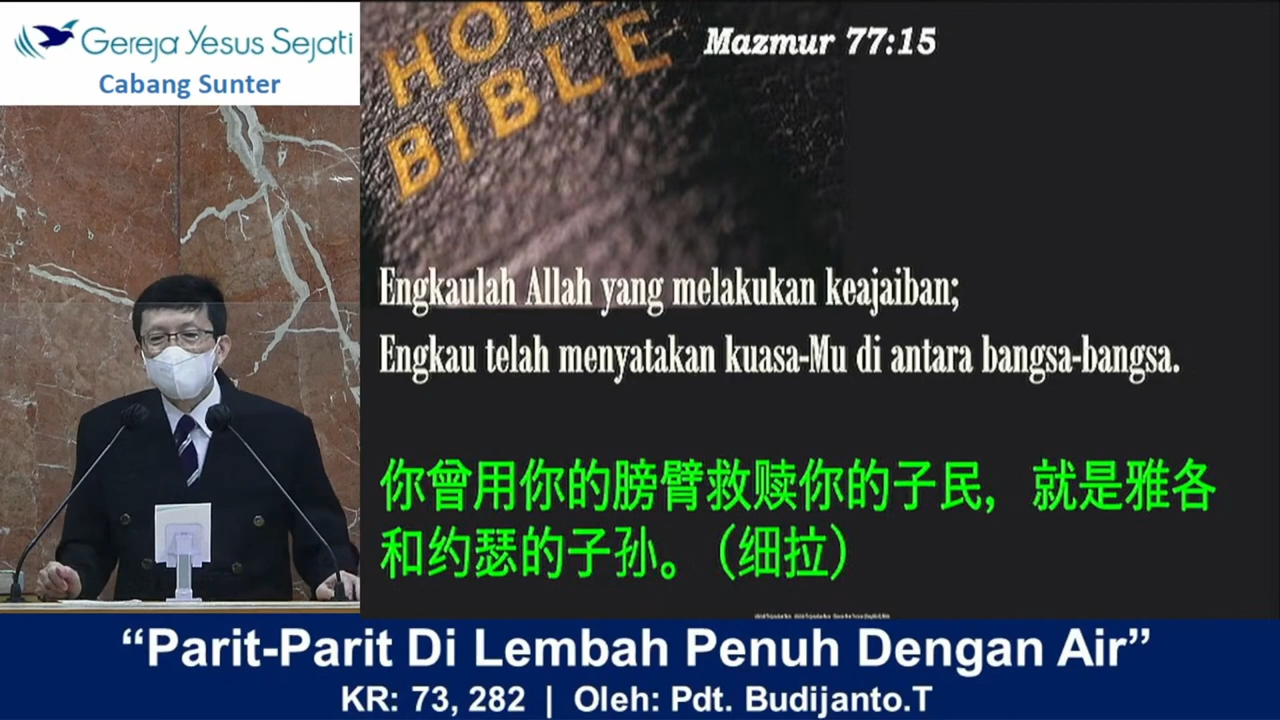 Gereja Yesus Sejati
Cabang Sunter
HOLY
BIBLE
Mazmur 77:15
Engkaulah Allah yang melakukan keajaiban;
Engkau telah menyatakan kuasa-Mu di antara bangsa-bangsa.
你曾用你的膀臂救赎你的子民，就是雅各
和约瑟的子孙。（细拉）
“Parit-Parit Di Lembah Penuh Dengan Air”
KR: 73, 282 | Oleh: Pdt. Budijanto.T